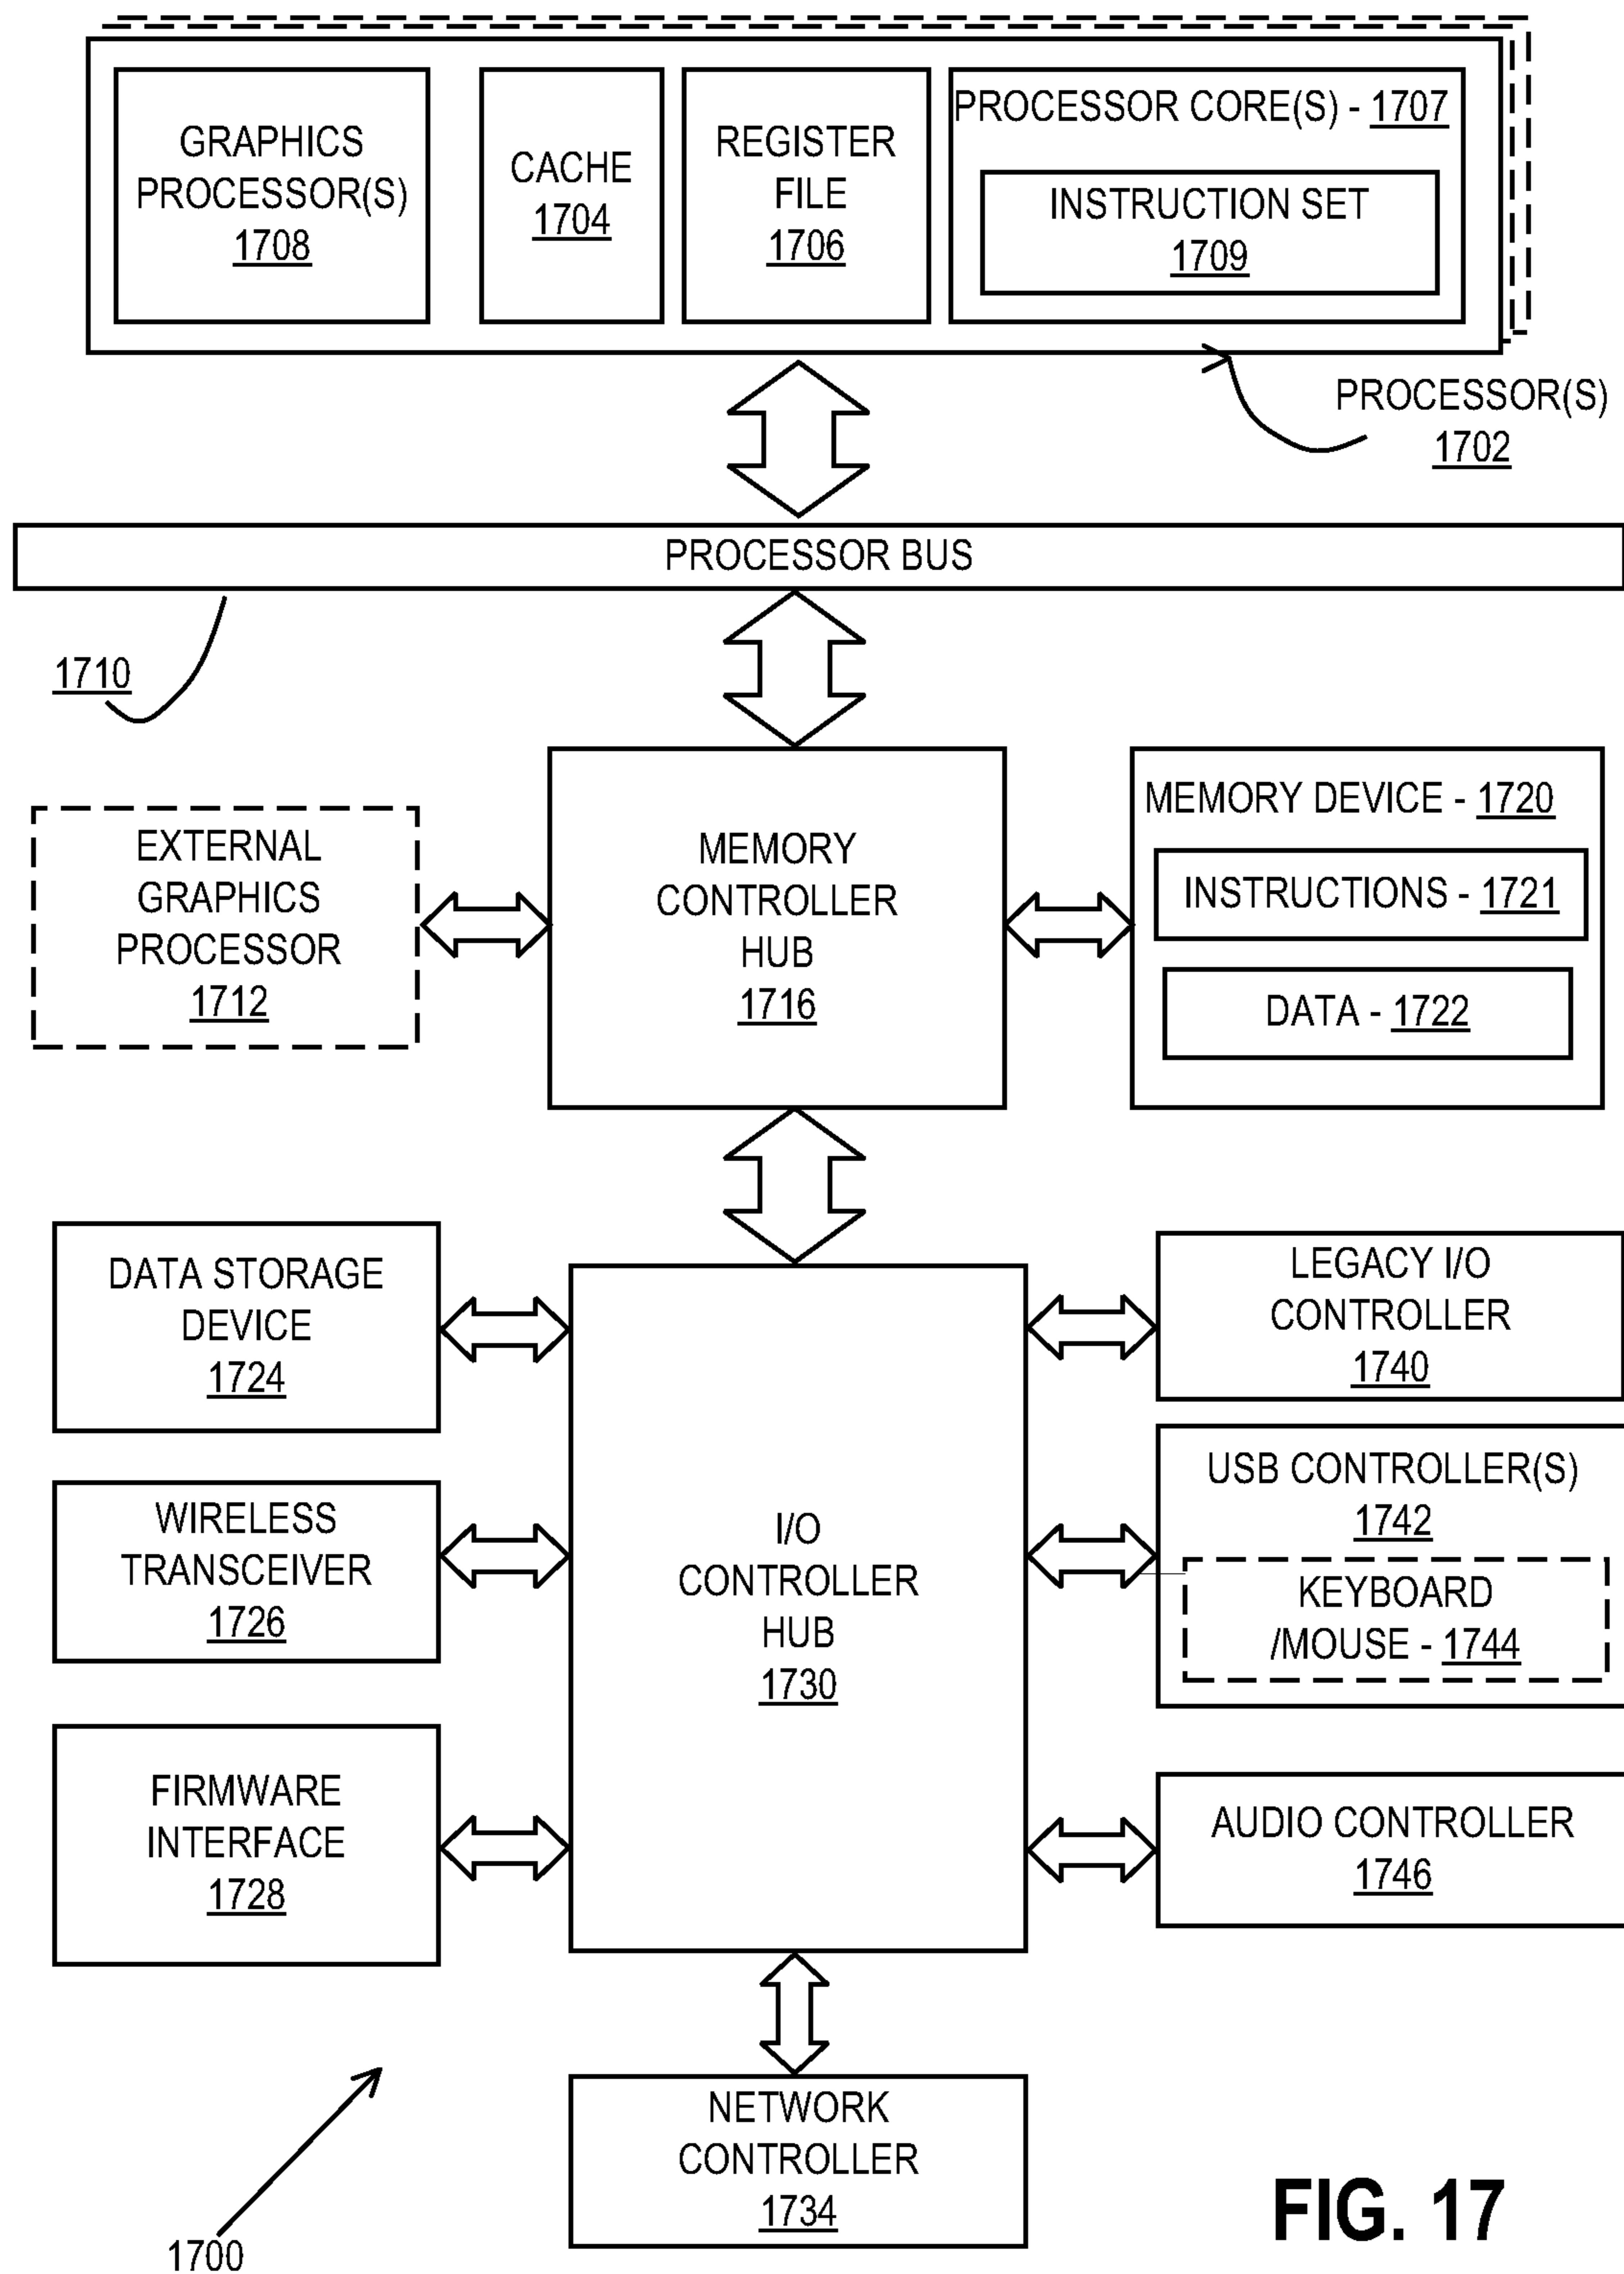 GRAPHICS
PROCESSOR(S)
1708
CACHE
1704
REGISTER
FILE
1706
PROCESSOR CORE(S) - 1707
INSTRUCTION SET
1709
PROCESSOR(S)
1702
PROCESSOR BUS
1710
EXTERNAL
GRAPHICS
PROCESSOR
1712
MEMORY
CONTROLLER
HUB
1716
MEMORY DEVICE - 1720
INSTRUCTIONS - 1721
DATA - 1722
DATA STORAGE
DEVICE
1724
WIRELESS
TRANSCEIVER
1726
FIRMWARE
INTERFACE
1728
I/O
CONTROLLER
HUB
1730
LEGACY I/O
CONTROLLER
1740
USB CONTROLLER(S)
1742
KEYBOARD
/MOUSE - 1744
AUDIO CONTROLLER
1746
NETWORK
CONTROLLER
1734
1700
FIG. 17